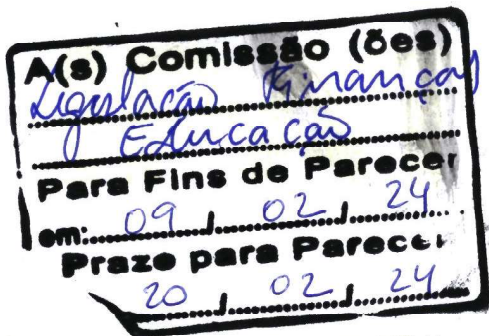 A(s) Comissão (ões)
Legislação Finanças
Educação
Para Fins de Parecer
em: 09 / 02 / 24
Prazo para Parecer
20 / 02 / 24